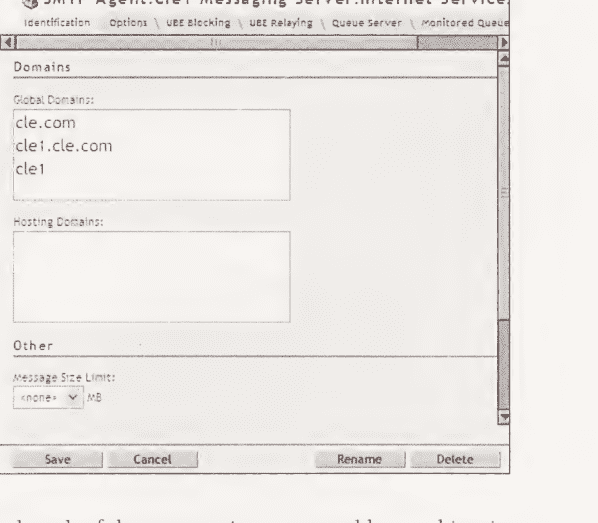 SMTP Agent.Cle1 Messaging Server.Internet Service
Identification Options \ UBE Blocking \ UBE Relaying \ Queue Server \ Monitored Queue
Domains
Global Domains:
cle.com
cle1.cle.com
cle1
Hosting Domains:
Other
Message Size Limit:
<none> MB
Save Cancel Rename Delete